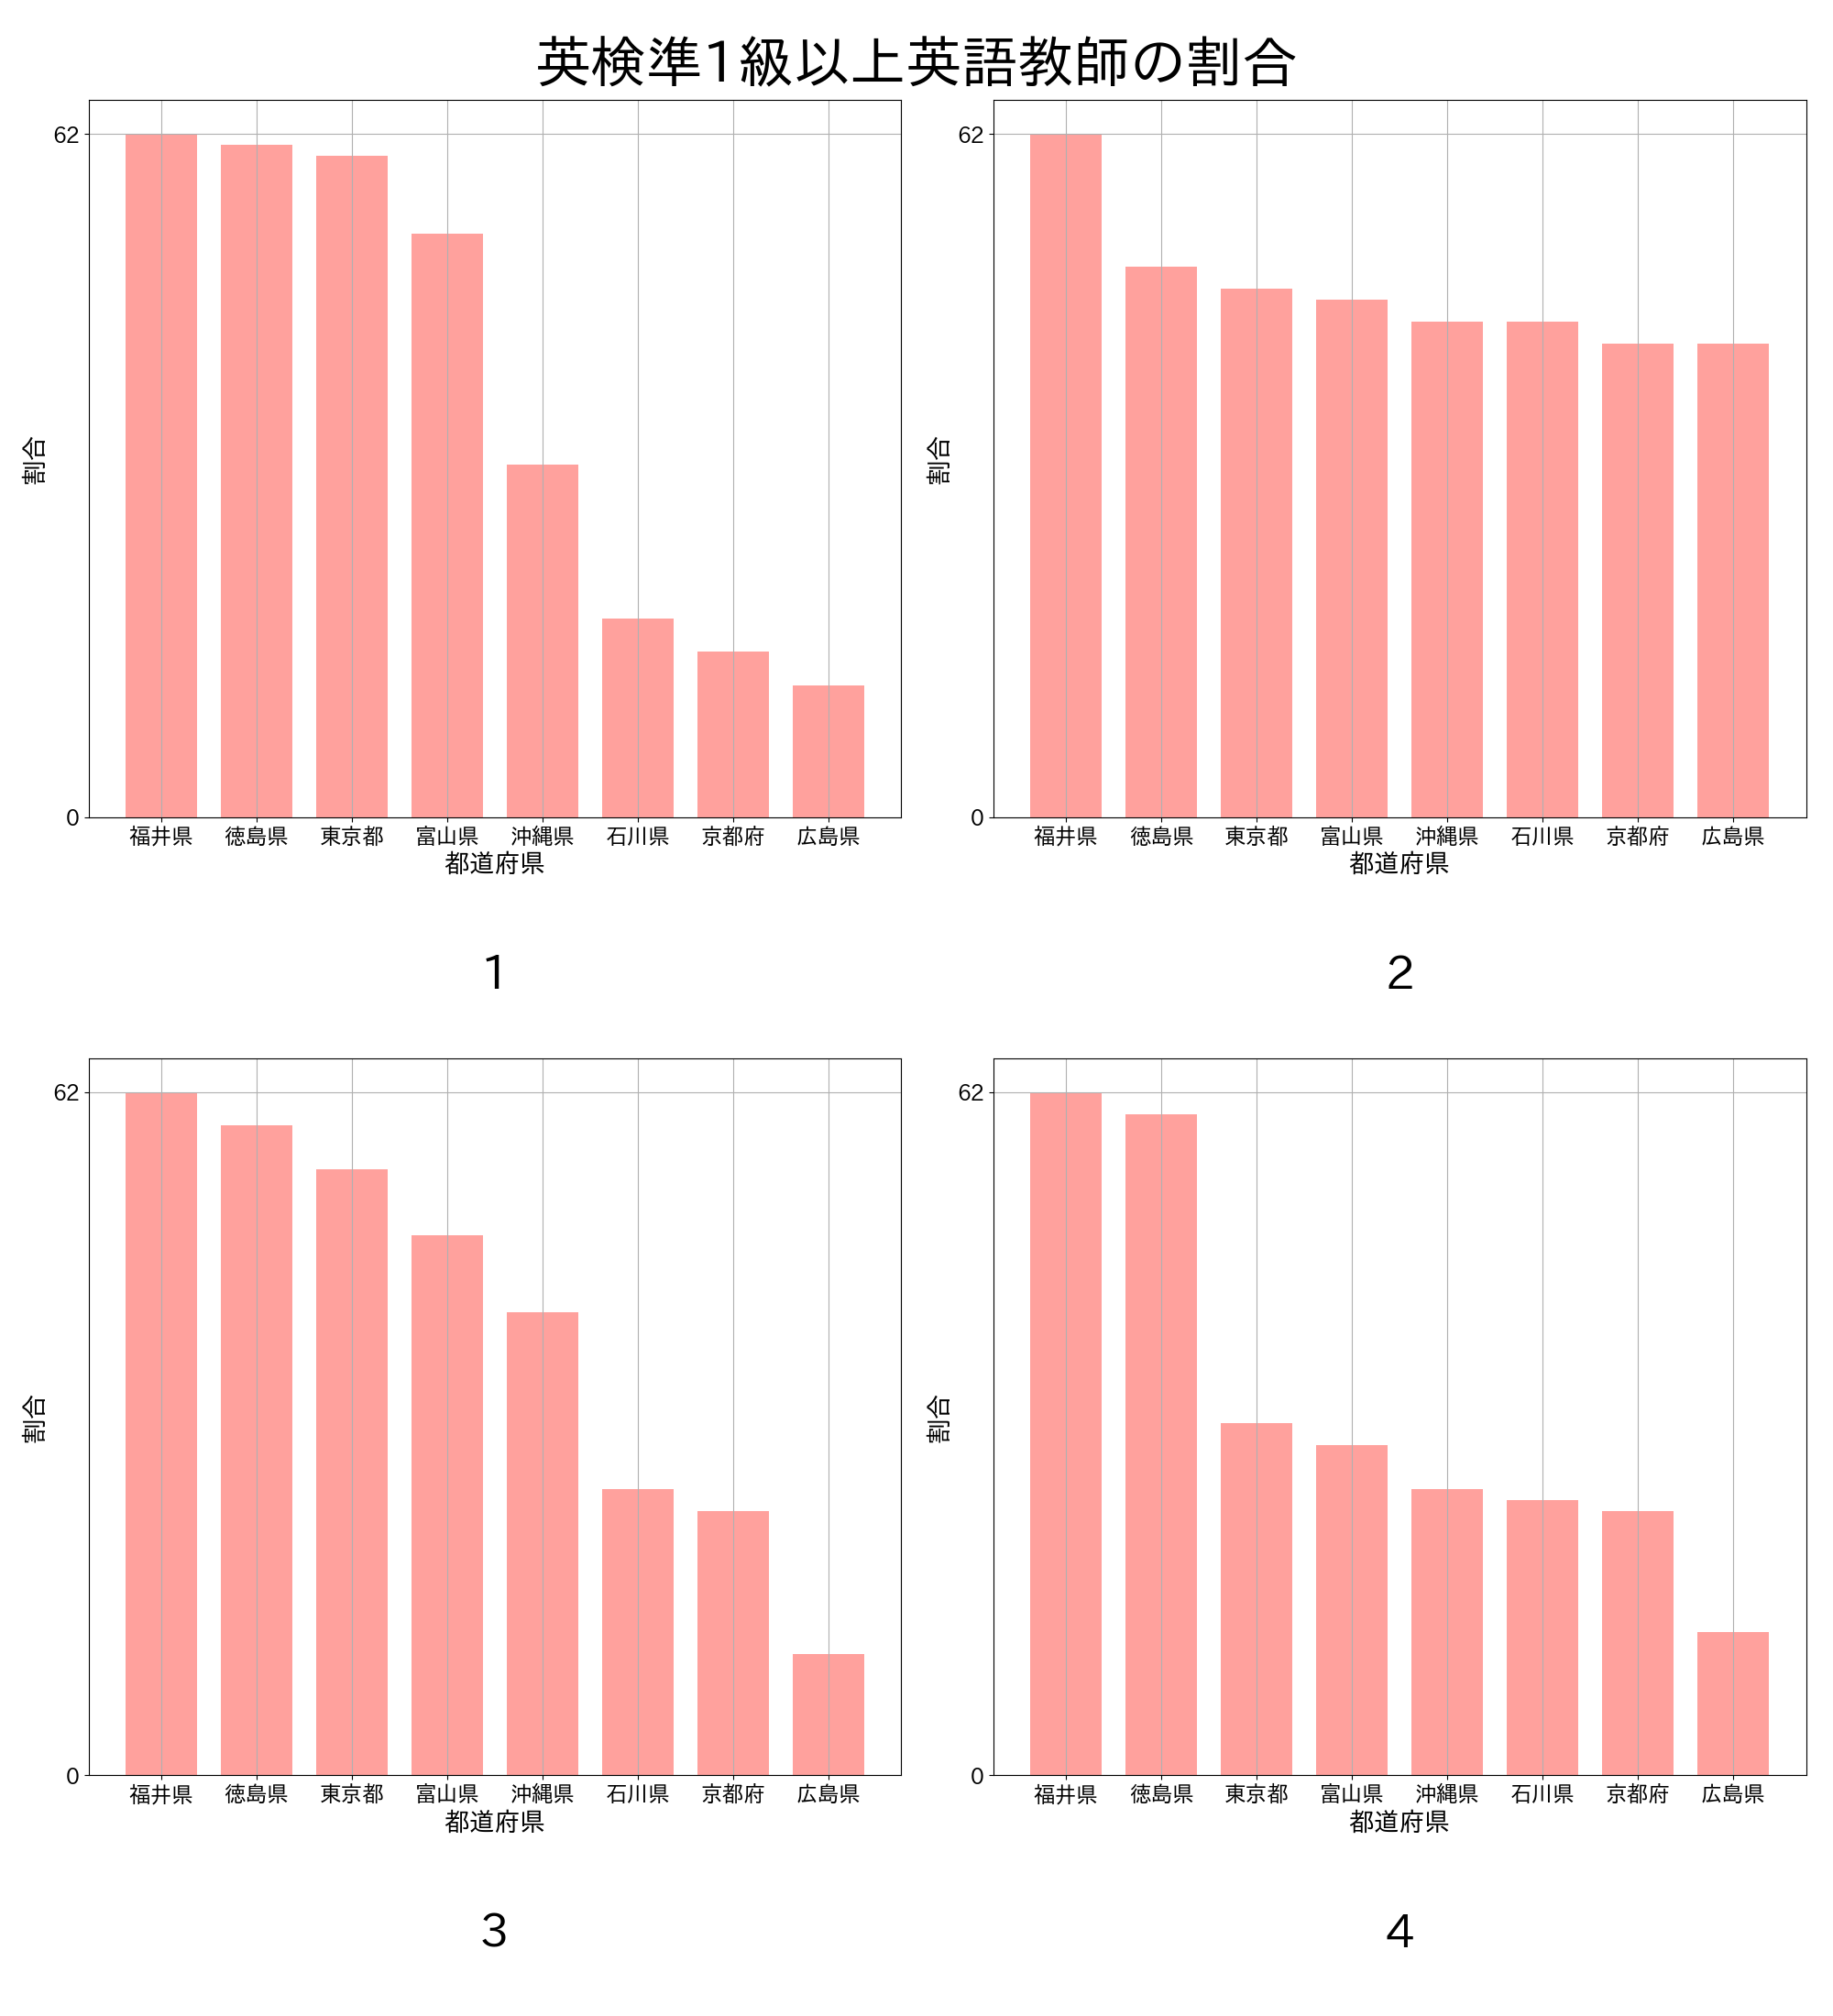 英検準1級以上英語教師の割合
62
0
割合
福井県 徳島県 東京都 富山県 沖縄県 石川県 京都府 広島県
都道府県
1
62
0
割合
福井県 徳島県 東京都 富山県 沖縄県 石川県 京都府 広島県
都道府県
2
62
0
割合
福井県 徳島県 東京都 富山県 沖縄県 石川県 京都府 広島県
都道府県
3
62
0
割合
福井県 徳島県 東京都 富山県 沖縄県 石川県 京都府 広島県
都道府県
4